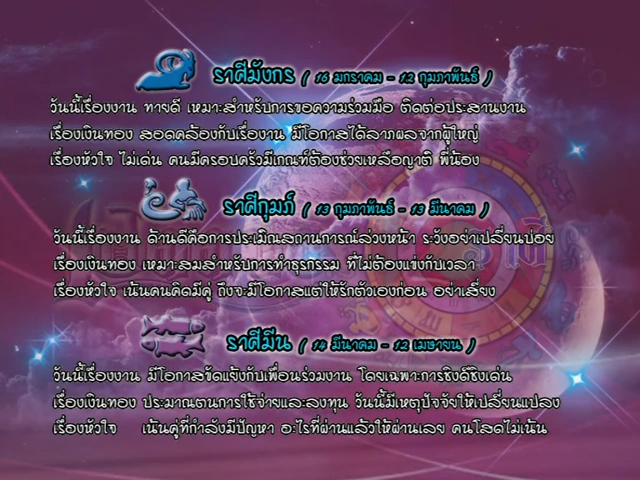 ราศีมังกร ( 16 มกราคม - 12 กุมภาพันธ์ )
วันนี้เรื่องงาน ทายดี เหมาะสำหรับการขอความร่วมมือ ติดต่อประสานงาน
เรื่องเงินทอง สอดคล้องกับเรื่องาน มีโอกาสได้ลาภผลจากผู้ใหญ่
เรื่องหัวใจ ไม่เด่น คนมีครอบครัวมีเกณฑ์ต้องช่วยเหลือญาติ พี่น้อง
ราศีกุมภ์ ( 13 กุมภาพันธ์ - 13 มีนาคม )
วันนี้เรื่องงาน ด้านดีคือการประเมิณสถานการณ์ล่วงหน้า ระวังอย่าเปลี่ยนบ่อย
เรื่องเงินทอง เหมาะสมสำหรับการทำธุรกรรม ที่ไม่ต้องแข่งกับเวลา
เรื่องหัวใจ เน้นคนคิดมีคู่ ถึงจะมีโอกาสแต่ให้รักตัวเองก่อน อย่าเสี่ยง
ราศีมีน ( 14 มีนาคม - 12 เมษายน )
วันนี้เรื่องงาน มีโอกาสขัดแย้งกับเพื่อนร่วมงาน โดยเฉพาะการชิงดีชิงเด่น
เรื่องเงินทอง ประมาณตนการใช้จ่ายและลงทุน วันนี้มีเหตุปัจจัยให้เปลี่ยนแปลง
เรื่องหัวใจ เน้นคู่ที่กำลังมีปัญหา อะไรที่ผ่านแล้วให้ผ่านเลย คนโสดไม่เน้น